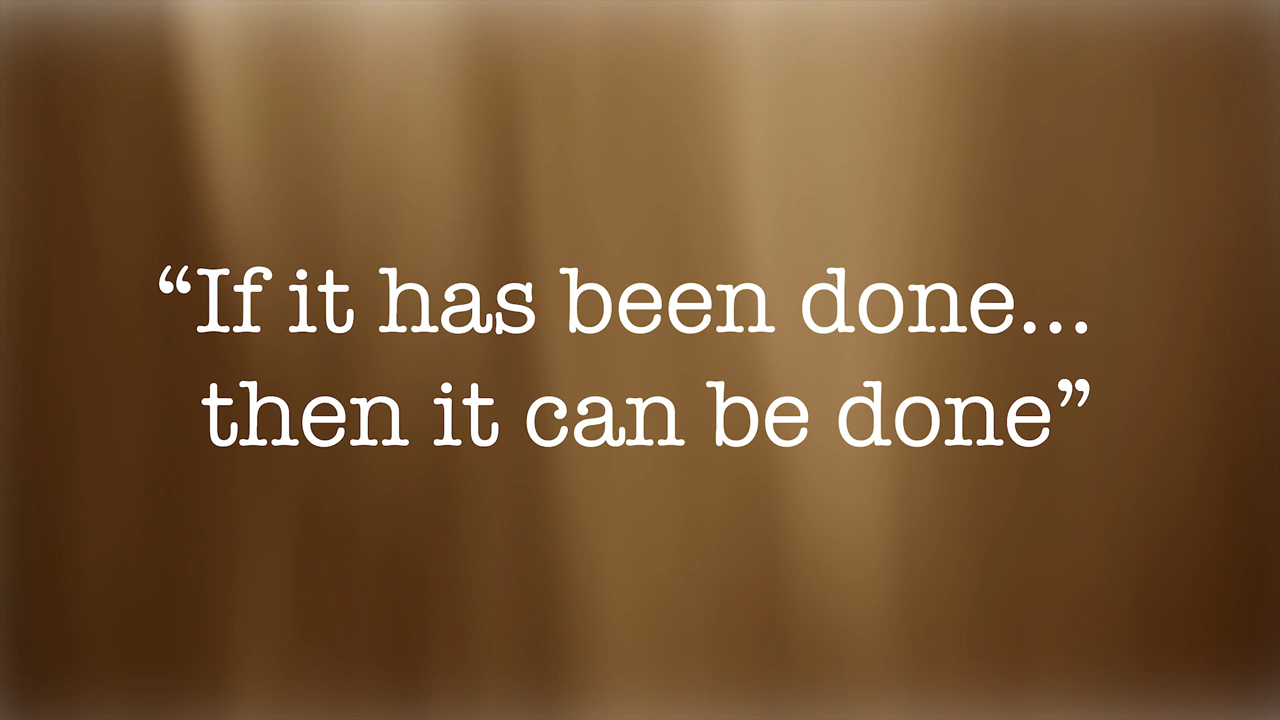 “If it has been done...
then it can be done”